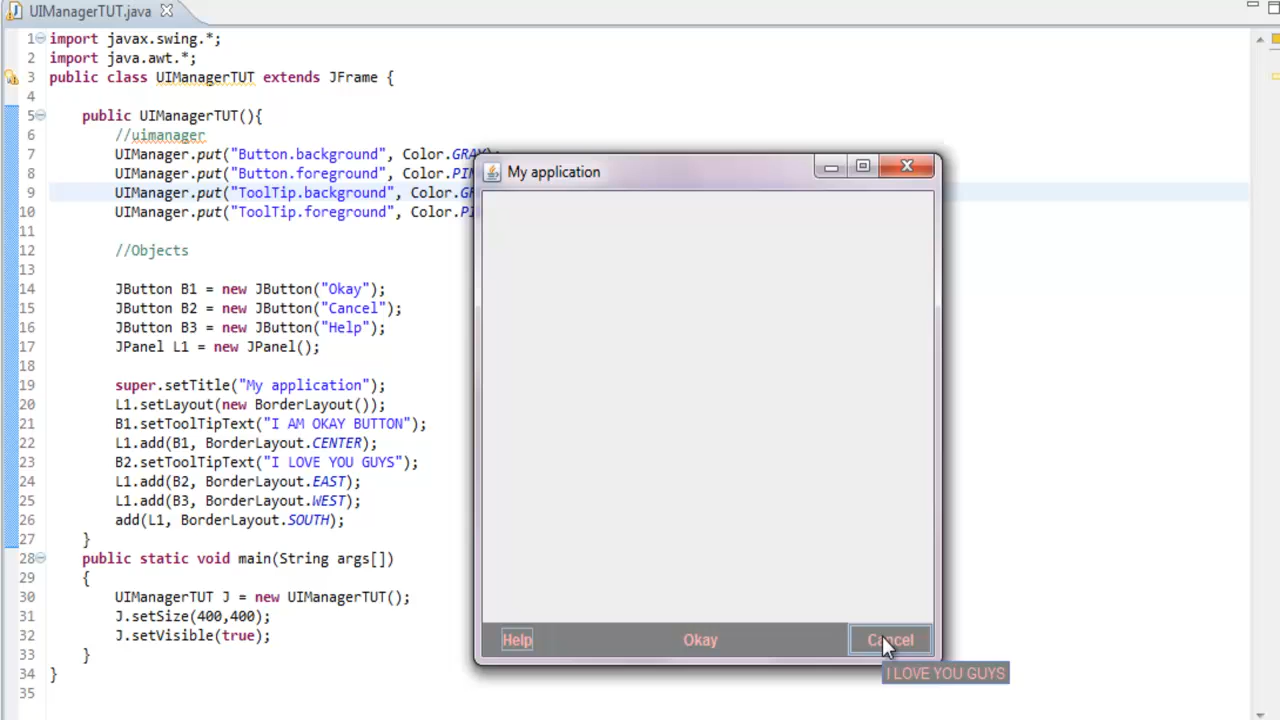 UIManagerTUT.java
1 import javax.swing.*;
2 import java.awt.*;
3 public class UIManagerTUT extends JFrame {
4
5 public UIManagerTUT(){
6 //uimanager
7 UIManager.put("Button.background", Color.GRAY);
8 UIManager.put("Button.foreground", Color.PIN
9 UIManager.put("ToolTip.background", Color.GR
10 UIManager.put("ToolTip.foreground", Color.PI
11
12 //Objects
13
14 JButton B1 = new JButton("Okay");
15 JButton B2 = new JButton("Cancel");
16 JButton B3 = new JButton("Help");
17 JPanel L1 = new JPanel();
18
19 super.setTitle("My application");
20 L1.setLayout(new BorderLayout());
21 B1.setToolTipText("I AM OKAY BUTTON");
22 L1.add(B1, BorderLayout.CENTER);
23 B2.setToolTipText("I LOVE YOU GUYS");
24 L1.add(B2, BorderLayout.EAST);
25 L1.add(B3, BorderLayout.WEST);
26 add(L1, BorderLayout.SOUTH);
27 }
28 public static void main(String args[])
29 {
30 UIManagerTUT J = new UIManagerTUT();
31 J.setSize(400,400);
32 J.setVisible(true);
33 }
34 }
35
My application
Help Okay Cancel
I LOVE YOU GUYS